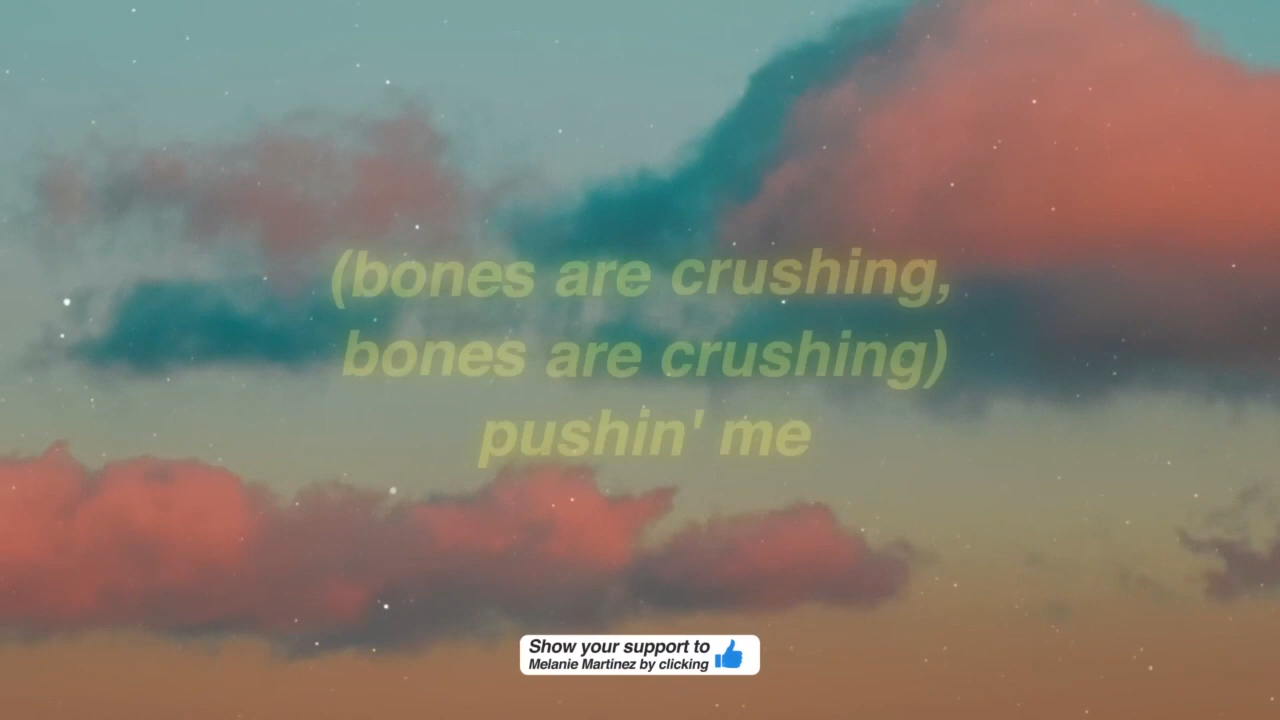 (bones are crushing,
bones are crushing)
pushin' me
Show your support to
Melanie Martinez by clicking